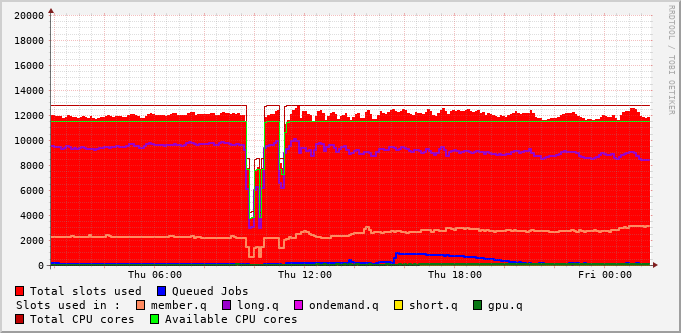 20000
18000
16000
14000
12000
10000
8000
6000
4000
2000
0
Thu 06:00 Thu 12:00 Thu 18:00 Fri 00:00
Total slots used Queued Jobs
Slots used in : member.q long.q ondemand.q short.q gpu.q
Total CPU cores Available CPU cores
RRDTOOL / TOBI OETIKER